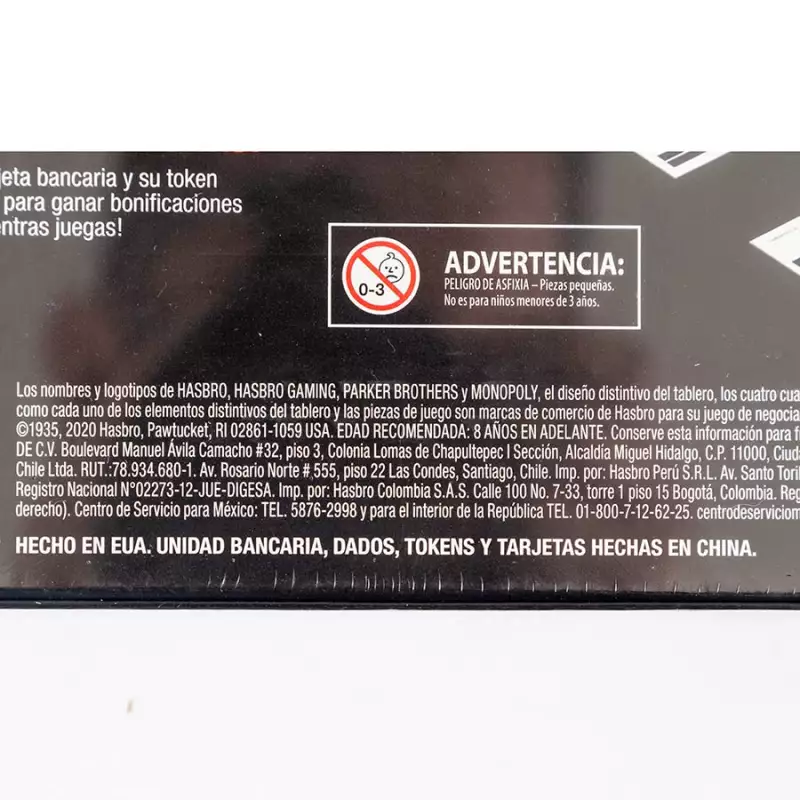 jeta bancaria y su token
para ganar bonificaciones
entras juegas!
0-3
ADVERTENCIA:
PELIGRO DE ASFIXIA – Piezas pequeñas.
No es para niños menores de 3 años.
Los nombres y logotipos de HASBRO, HASBRO GAMING, PARKER BROTHERS y MONOPOLY, el diseño distintivo del tablero, los cuatro cua
como cada uno de los elementos distintivos del tablero y las piezas de juego son marcas de comercio de Hasbro para su juego de negocia
©1935, 2020 Hasbro, Pawtucket, RI 02861-1059 USA. EDAD RECOMENDADA: 8 AÑOS EN ADELANTE. Conserve esta información para f
DE C.V. Boulevard Manuel Ávila Camacho #32, piso 3, Colonia Lomas de Chapultepec I Sección, Alcaldía Miguel Hidalgo, C.P. 11000, Ciuda
Chile Ltda. RUT.:78.934.680-1. Av. Rosario Norte # 555, piso 22 Las Condes, Santiago, Chile. Imp. por: Hasbro Perú S.R.L. Av. Santo Torib
Registro Nacional N°02273-12-JUE-DIGESA. Imp. por: Hasbro Colombia S.A.S. Calle 100 No. 7-33, torre 1 piso 15 Bogotá, Colombia. Reg
derecho). Centro de Servicio para México: TEL. 5876-2998 y para el interior de la República TEL. 01-800-7-12-62-25. centrodeserviciom
HECHO EN EUA. UNIDAD BANCARIA, DADOS, TOKENS Y TARJETAS HECHAS EN CHINA.